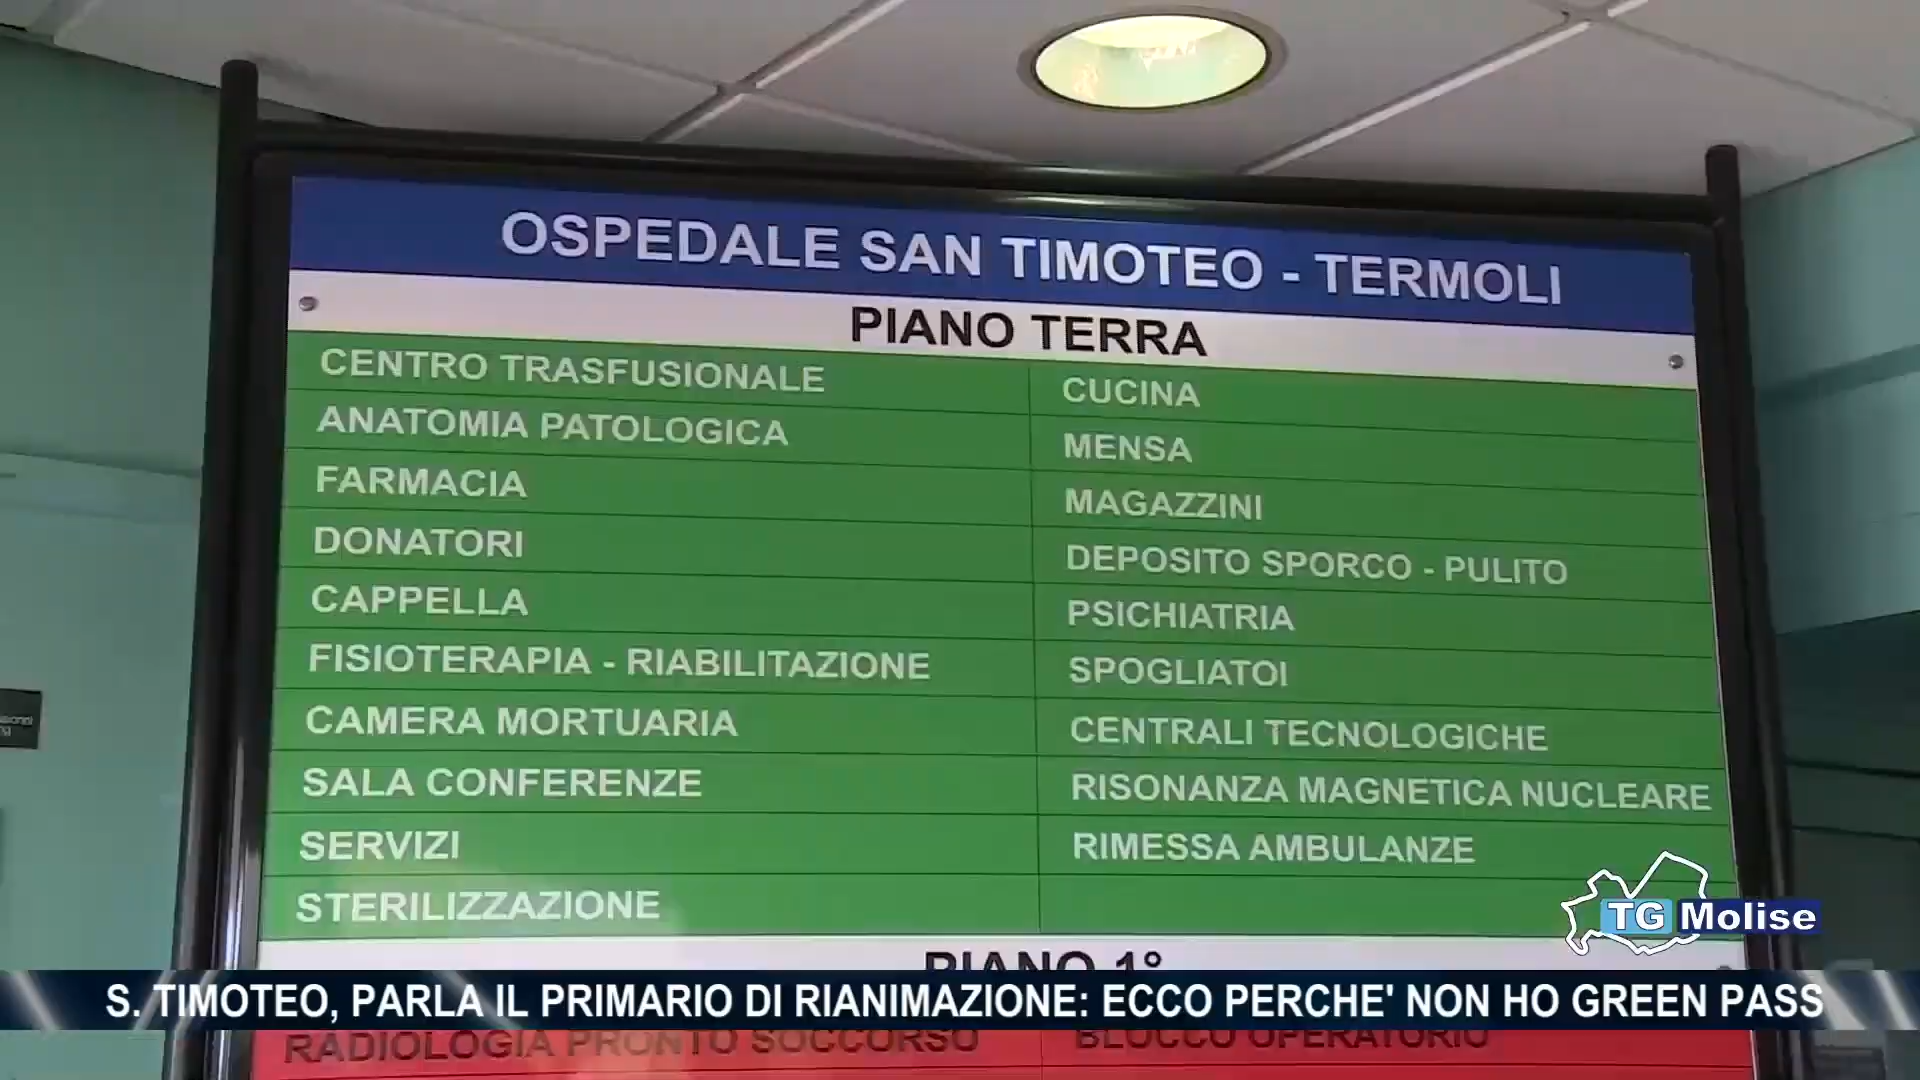 OSPEDALE SAN TIMOTEO - TERMOLI
PIANO TERRA
CENTRO TRASFUSIONALE
ANATOMIA PATOLOGICA
FARMACIA
DONATORI
CAPPELLA
FISIOTERAPIA - RIABILITAZIONE
CAMERA MORTUARIA
SALA CONFERENZE
SERVIZI
STERILIZZAZIONE
CUCINA
MENSA
MAGAZZINI
DEPOSITO SPORCO - PULITO
PSICHIATRIA
SPOGLIATOI
CENTRALI TECNOLOGICHE
RISONANZA MAGNETICA NUCLEARE
RIMESSA AMBULANZE
TG Molise
PIANO 1°
S. TIMOTEO, PARLA IL PRIMARIO DI RIANIMAZIONE: ECCO PERCHE' NON HO GREEN PASS
RADIOLOGIA PRONTO SOCCORSO
BLOCCO OPERATORIO